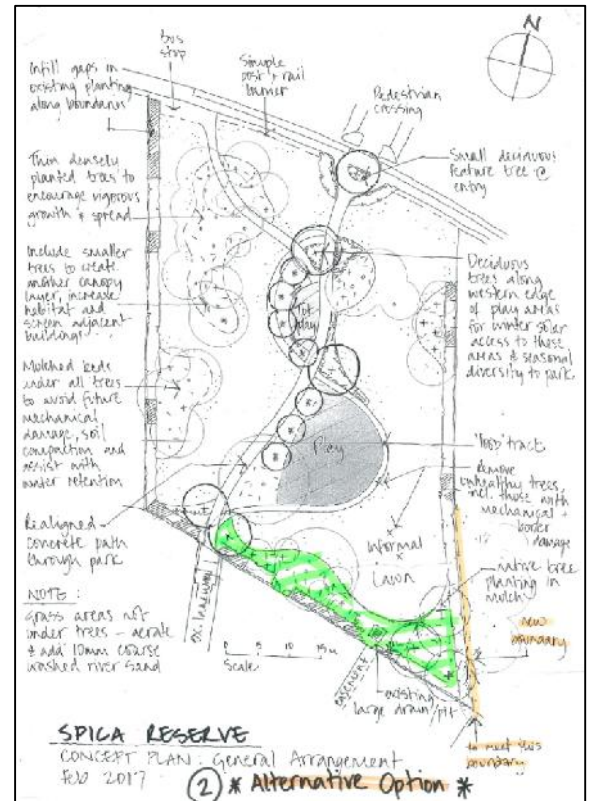 Bus
stop
Simple
post & rail
barrier
Pedestrian
crossing
N
Infill gaps in
existing planting
along boundaries
Thin densely
planted trees to
encourage vigorous
growth & spread
Include smaller
trees to create
another canopy
layer, increase
habitat and
screen adjacent
buildings
Mulched beds
under all trees
to avoid future
mechanical
damage, soil
compaction and
assist with
water retention
Realigned
concrete path
through park
NOTE:
Grass areas not
under trees - aerate
& add 10mm coarse
washed river sand
Small deciduous
feature tree @
entry
Deciduous
trees along
western edge
of play areas
for winter solar
access to these
areas & seasonal
diversity to park
Tot
play
Play
'loop' track
Remove
unhealthy trees,
incl. those with
mechanical +
borer
damage
Informal
Lawn
native tree
planting in
mulch
new
boundary
to meet this
boundary
ex. laneway
easement
existing
large drain/pit
0 5 10 15m
Scale
SPICA RESERVE
CONCEPT PLAN: General Arrangement
Feb 2017
2 * Alternative Option *